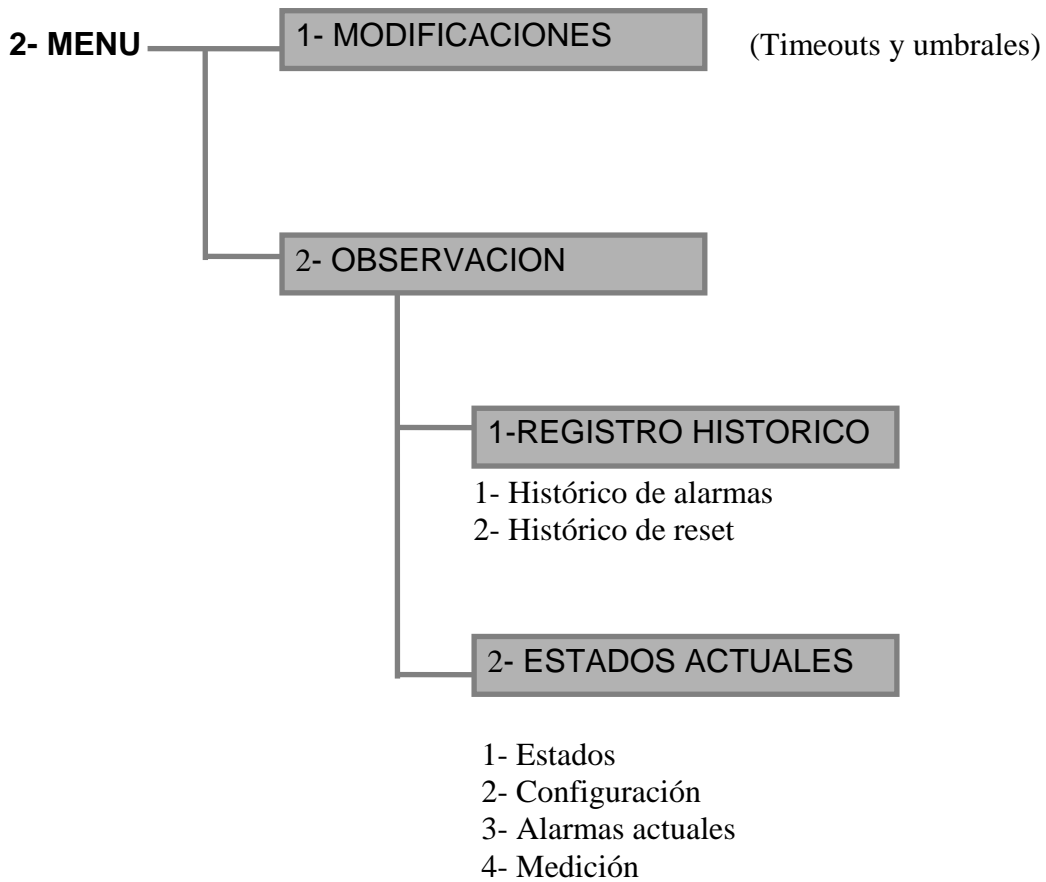 2- MENU
1- MODIFICACIONES
(Timeouts y umbrales)
2- OBSERVACION
1-REGISTRO HISTORICO
1- Histórico de alarmas
2- Histórico de reset
2- ESTADOS ACTUALES
1- Estados
2- Configuración
3- Alarmas actuales
4- Medición